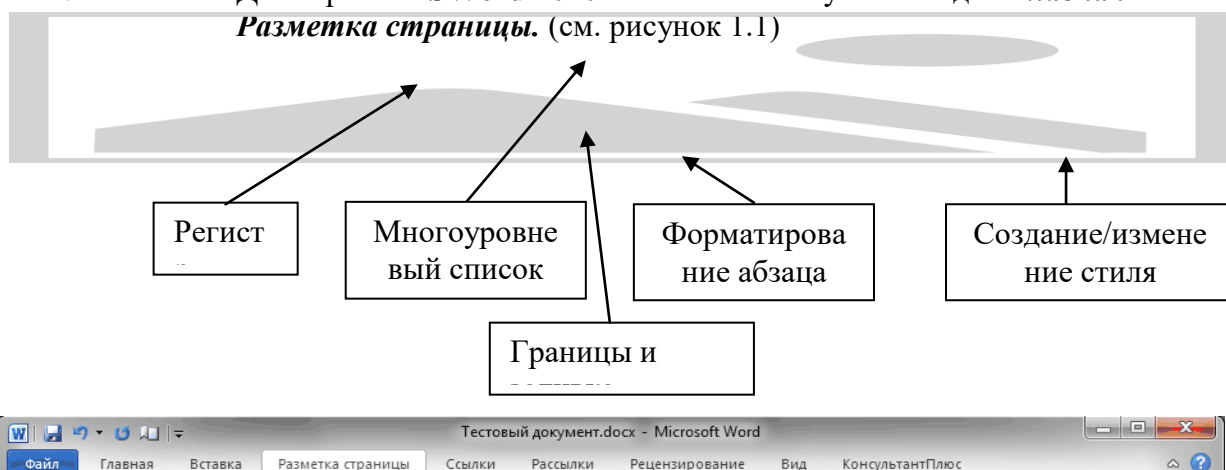 Разметка страницы. (см. рисунок 1.1)
Регист
Многоуровне
вый список
Форматирова
ние абзаца
Создание/измене
ние стиля
Границы и
Тестовый документ.docx - Microsoft Word
Файл Главная Вставка Разметка страницы Ссылки Рассылки Рецензирование Вид КонсультантПлюс